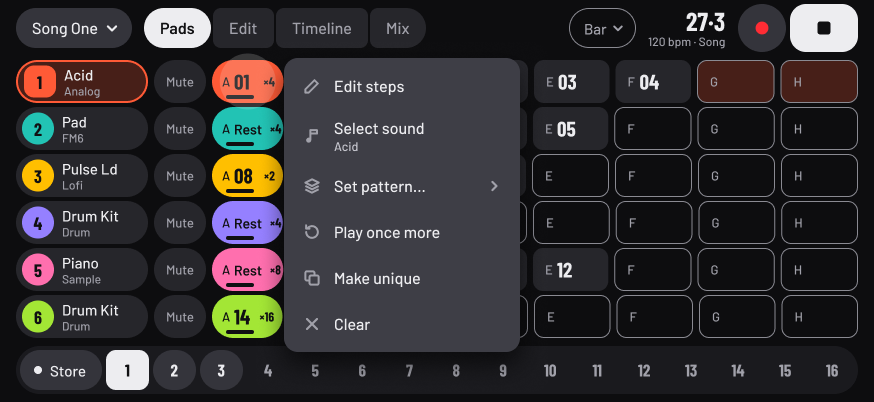 Song One
Pads
Edit
Timeline
Mix
Bar
27·3
120 bpm · Song
1
Acid
Analog
Mute
A 01 ×4
E 03
F 04
G
H
2
Pad
FM6
Mute
A Rest ×4
E 05
F
G
H
3
Pulse Ld
Lofi
Mute
A 08 ×2
E
F
G
H
4
Drum Kit
Drum
Mute
A Rest ×4
E
F
G
H
5
Piano
Sample
Mute
A Rest ×8
E 12
F
G
H
6
Drum Kit
Drum
Mute
A 14 ×16
E
F
G
H
Edit steps
Select sound
Acid
Set pattern...
Play once more
Make unique
Clear
Store
1 2 3 4 5 6 7 8 9 10 11 12 13 14 15 16